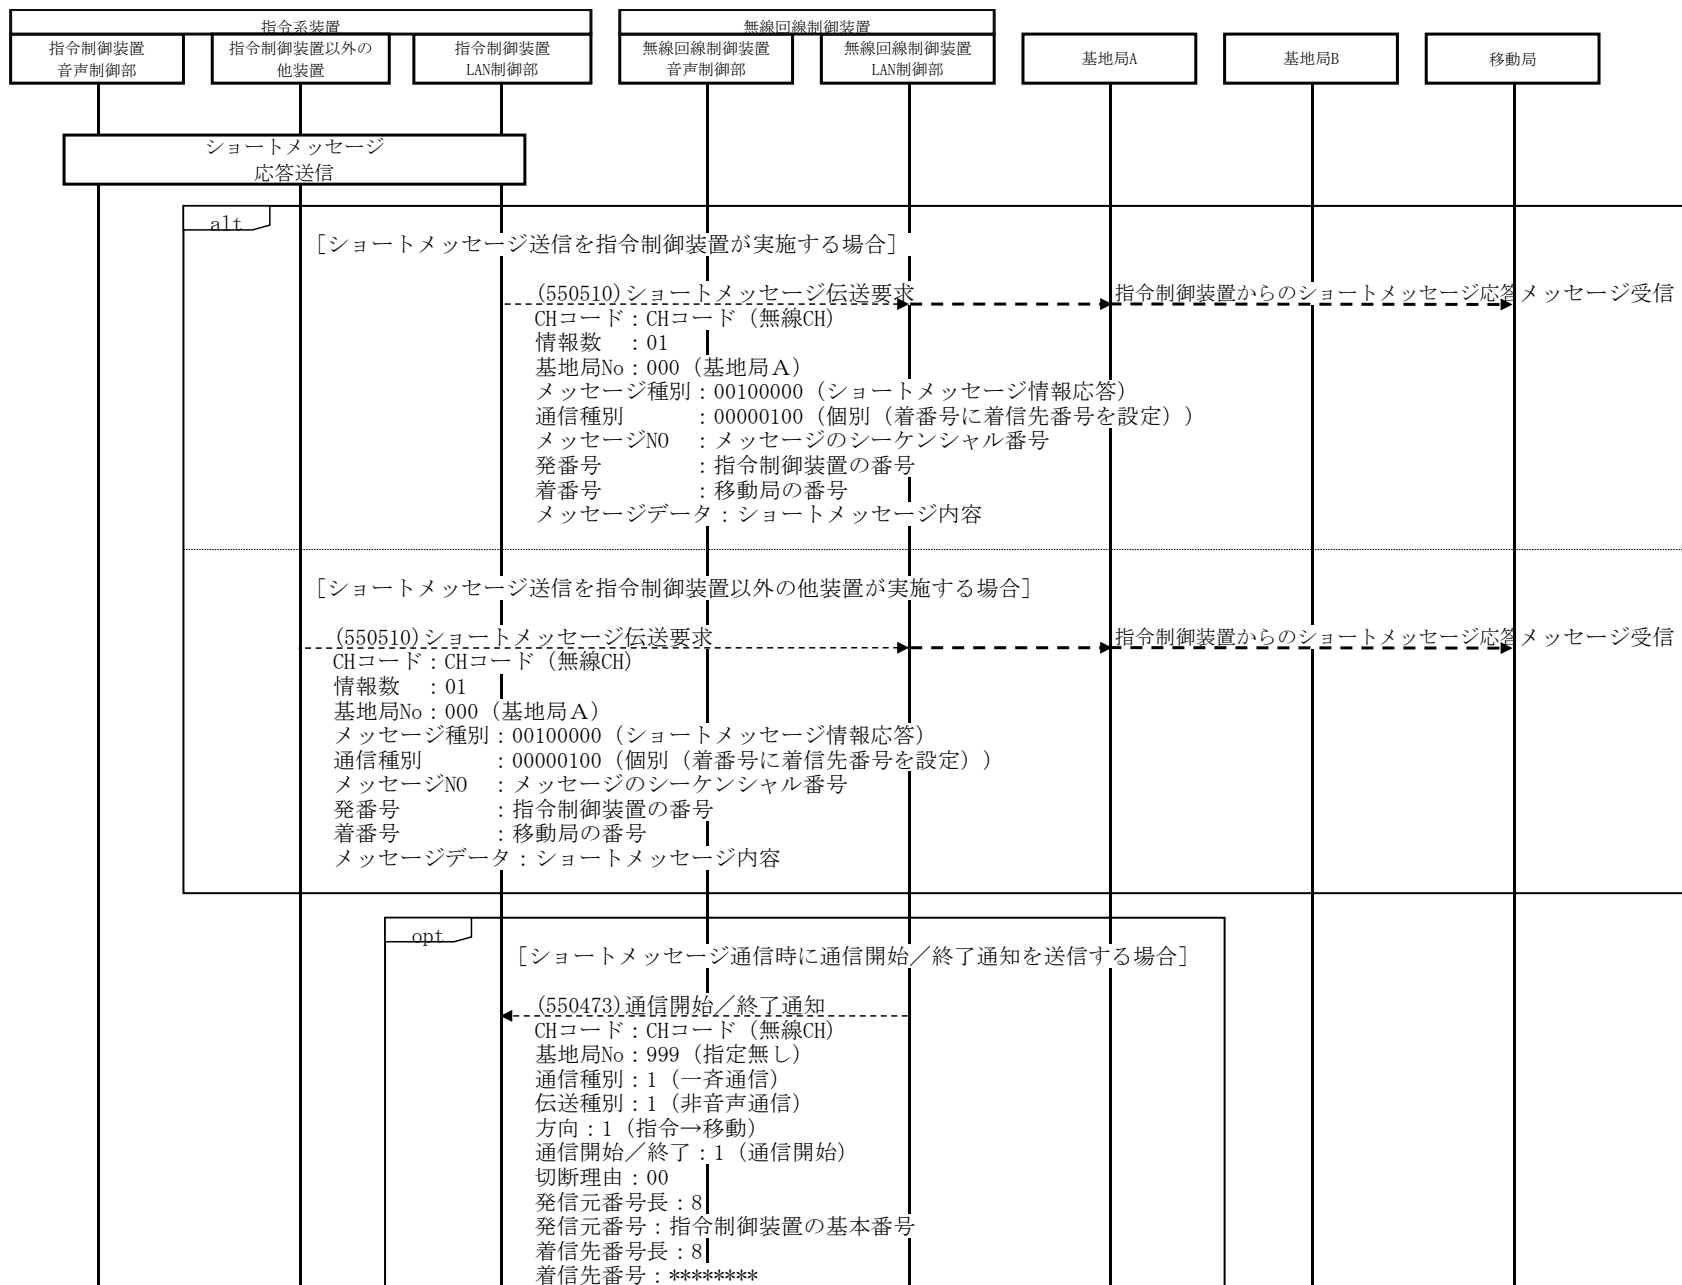 指令系装置
無線回線制御装置
指令制御装置
音声制御部
指令制御装置以外の
他装置
指令制御装置
LAN制御部
無線回線制御装置
音声制御部
無線回線制御装置
LAN制御部
基地局A
基地局B
移動局
ショートメッセージ
応答送信
alt
[ショートメッセージ送信を指令制御装置が実施する場合]
(550510)ショートメッセージ伝送要求
指令制御装置からのショートメッセージ応答メッセージ受信
CHコード：CHコード（無線CH）
情報数　：01
基地局No：000（基地局Ａ）
メッセージ種別：00100000（ショートメッセージ情報応答）
通信種別　　　：00000100（個別（着番号に着信先番号を設定））
メッセージNO　：メッセージのシーケンシャル番号
発番号　　　　：指令制御装置の番号
着番号　　　　：移動局の番号
メッセージデータ：ショートメッセージ内容
[ショートメッセージ送信を指令制御装置以外の他装置が実施する場合]
(550510)ショートメッセージ伝送要求
指令制御装置からのショートメッセージ応答メッセージ受信
CHコード：CHコード（無線CH）
情報数　：01
基地局No：000（基地局Ａ）
メッセージ種別：00100000（ショートメッセージ情報応答）
通信種別　　　：00000100（個別（着番号に着信先番号を設定））
メッセージNO　：メッセージのシーケンシャル番号
発番号　　　　：指令制御装置の番号
着番号　　　　：移動局の番号
メッセージデータ：ショートメッセージ内容
opt
[ショートメッセージ通信時に通信開始／終了通知を送信する場合]
(550473)通信開始／終了通知
CHコード：CHコード（無線CH）
基地局No：999（指定無し）
通信種別：1（一斉通信）
伝送種別：1（非音声通信）
方向：1（指令→移動）
通信開始／終了：1（通信開始）
切断理由：00
発信元番号長：8
発信元番号：指令制御装置の基本番号
着信先番号長：8
着信先番号：********